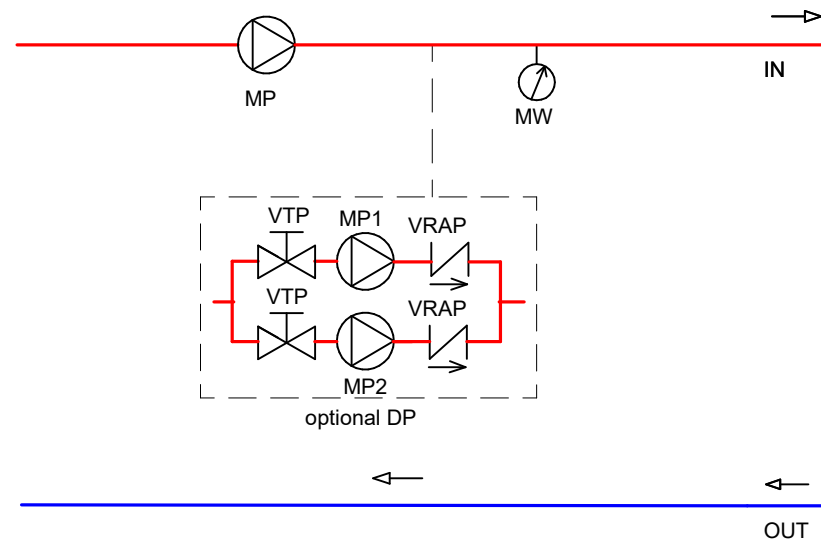 IN
MP
MW
VTP
MP1
VRAP
VTP
VRAP
MP2
optional DP
OUT